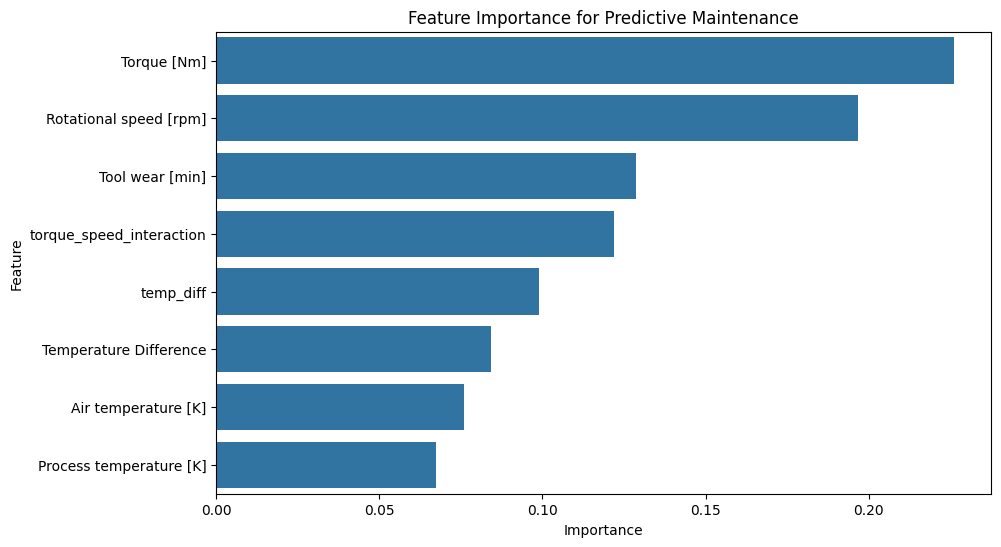 Feature Importance for Predictive Maintenance
Feature
Torque [Nm]
Rotational speed [rpm]
Tool wear [min]
torque_speed_interaction
temp_diff
Temperature Difference
Air temperature [K]
Process temperature [K]
0.00 0.05 0.10 0.15 0.20
Importance